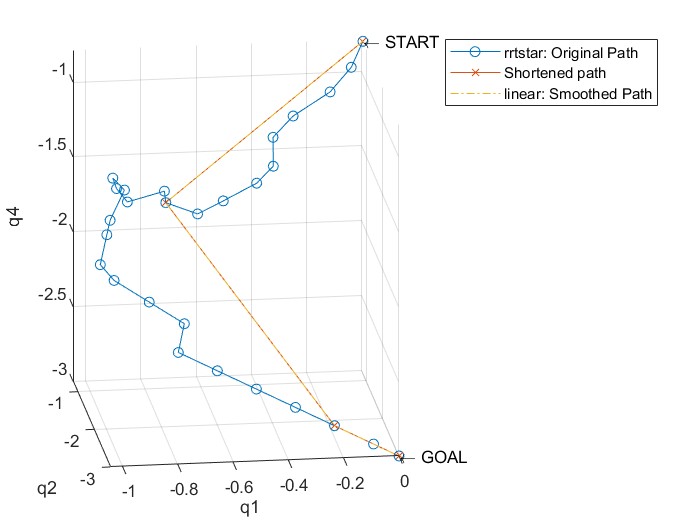 START
rrtstar: Original Path
Shortened path
linear: Smoothed Path
-1
-1.5
-2
-2.5
-3
q4
-1
-2
-3
q2
-1
-0.8
-0.6
-0.4
-0.2
0
q1
GOAL